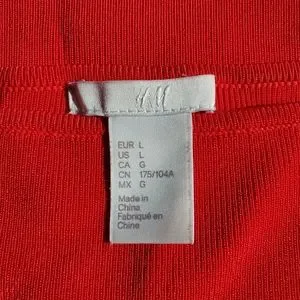 H&M
EUR L
US L
CA G
CN 175/104A
MX G
Made in
China
Fabriqué en
Chine